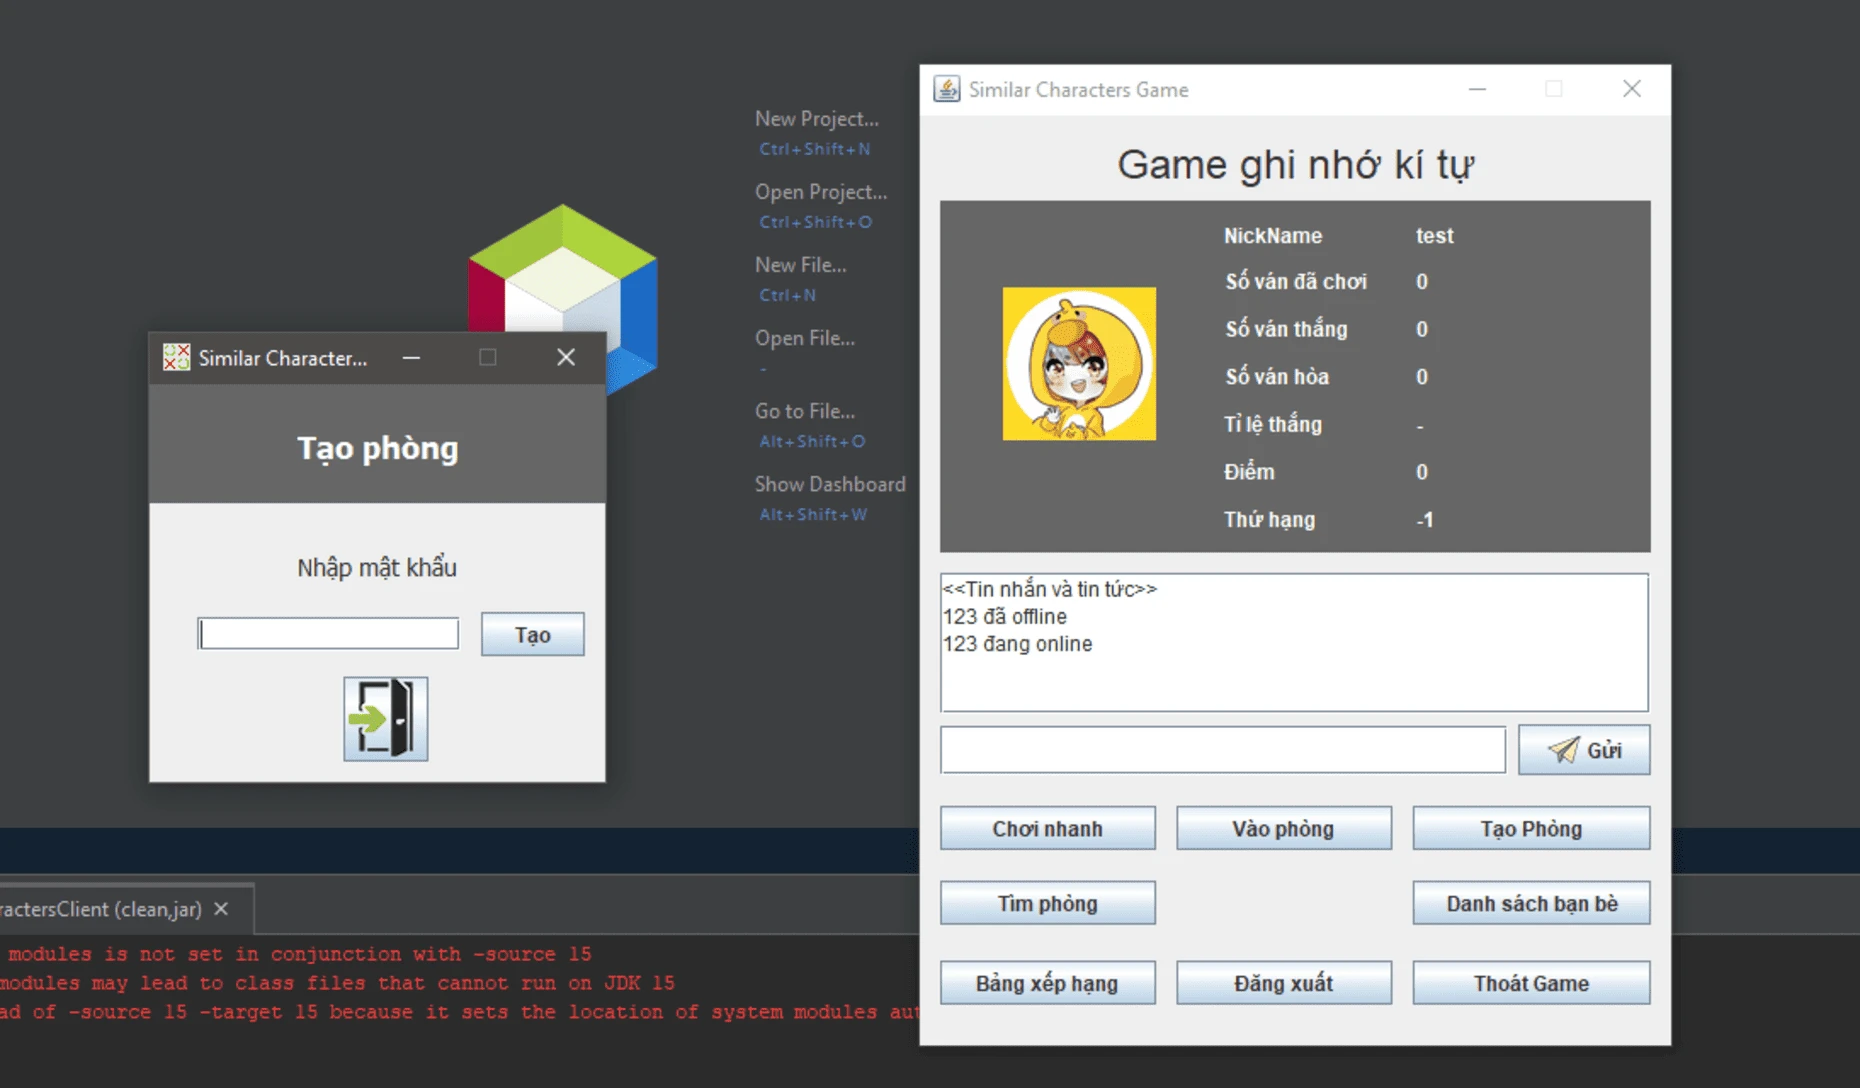 New Project...
Ctrl+Shift+N
Open Project...
Ctrl+Shift+O
New File...
Ctrl+N
Open File...
-
Go to File...
Alt+Shift+O
Show Dashboard
Alt+Shift+W
Similar Character...
Tạo phòng
Nhập mật khẩu
Tạo
Similar Characters Game
Game ghi nhớ kí tự
NickName test
Số ván đã chơi 0
Số ván thắng 0
Số ván hòa 0
Tỉ lệ thắng -
Điểm 0
Thứ hạng -1
<<Tin nhắn và tin tức>>
123 đã offline
123 đang online
Gửi
Chơi nhanh Vào phòng Tạo Phòng
Tìm phòng Danh sách bạn bè
Bảng xếp hạng Đăng xuất Thoát Game
ractersClient (clean,jar)
modules is not set in conjunction with -source 15
modules may lead to class files that cannot run on JDK 15
ad of -source 15 -target 15 because it sets the location of system modules aut